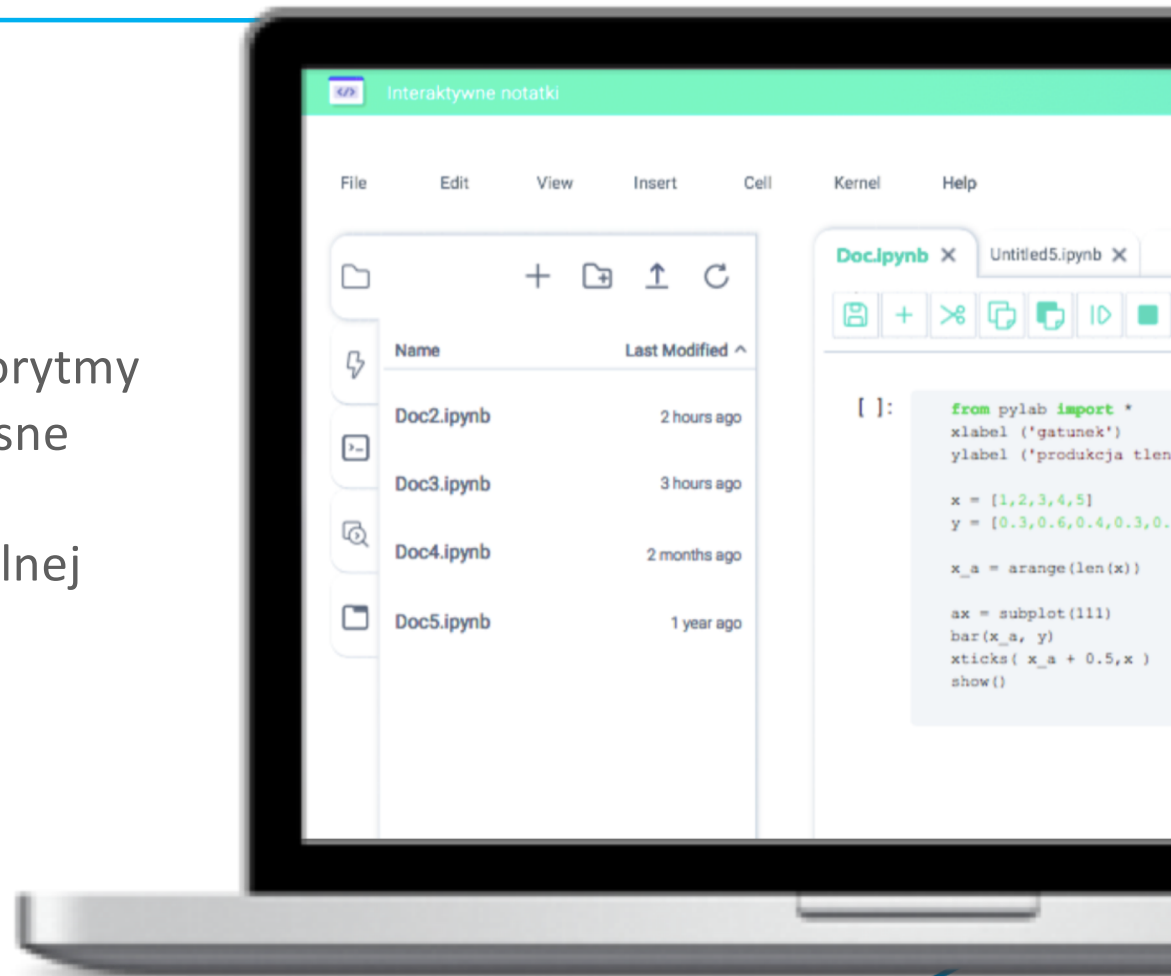 orytmy
sne
lnej
</> Interaktywne notatki
File Edit View Insert Cell Kernel Help
Doc.ipynb Untitled5.ipynb
Name Last Modified
Doc2.ipynb 2 hours ago
Doc3.ipynb 3 hours ago
Doc4.ipynb 2 months ago
Doc5.ipynb 1 year ago
[ ]:
from pylab import *
xlabel ('gatunek')
ylabel ('produkcja tlen
x = [1,2,3,4,5]
y = [0.3,0.6,0.4,0.3,0.
x_a = arange(len(x))
ax = subplot(111)
bar(x_a, y)
xticks( x_a + 0.5,x )
show()